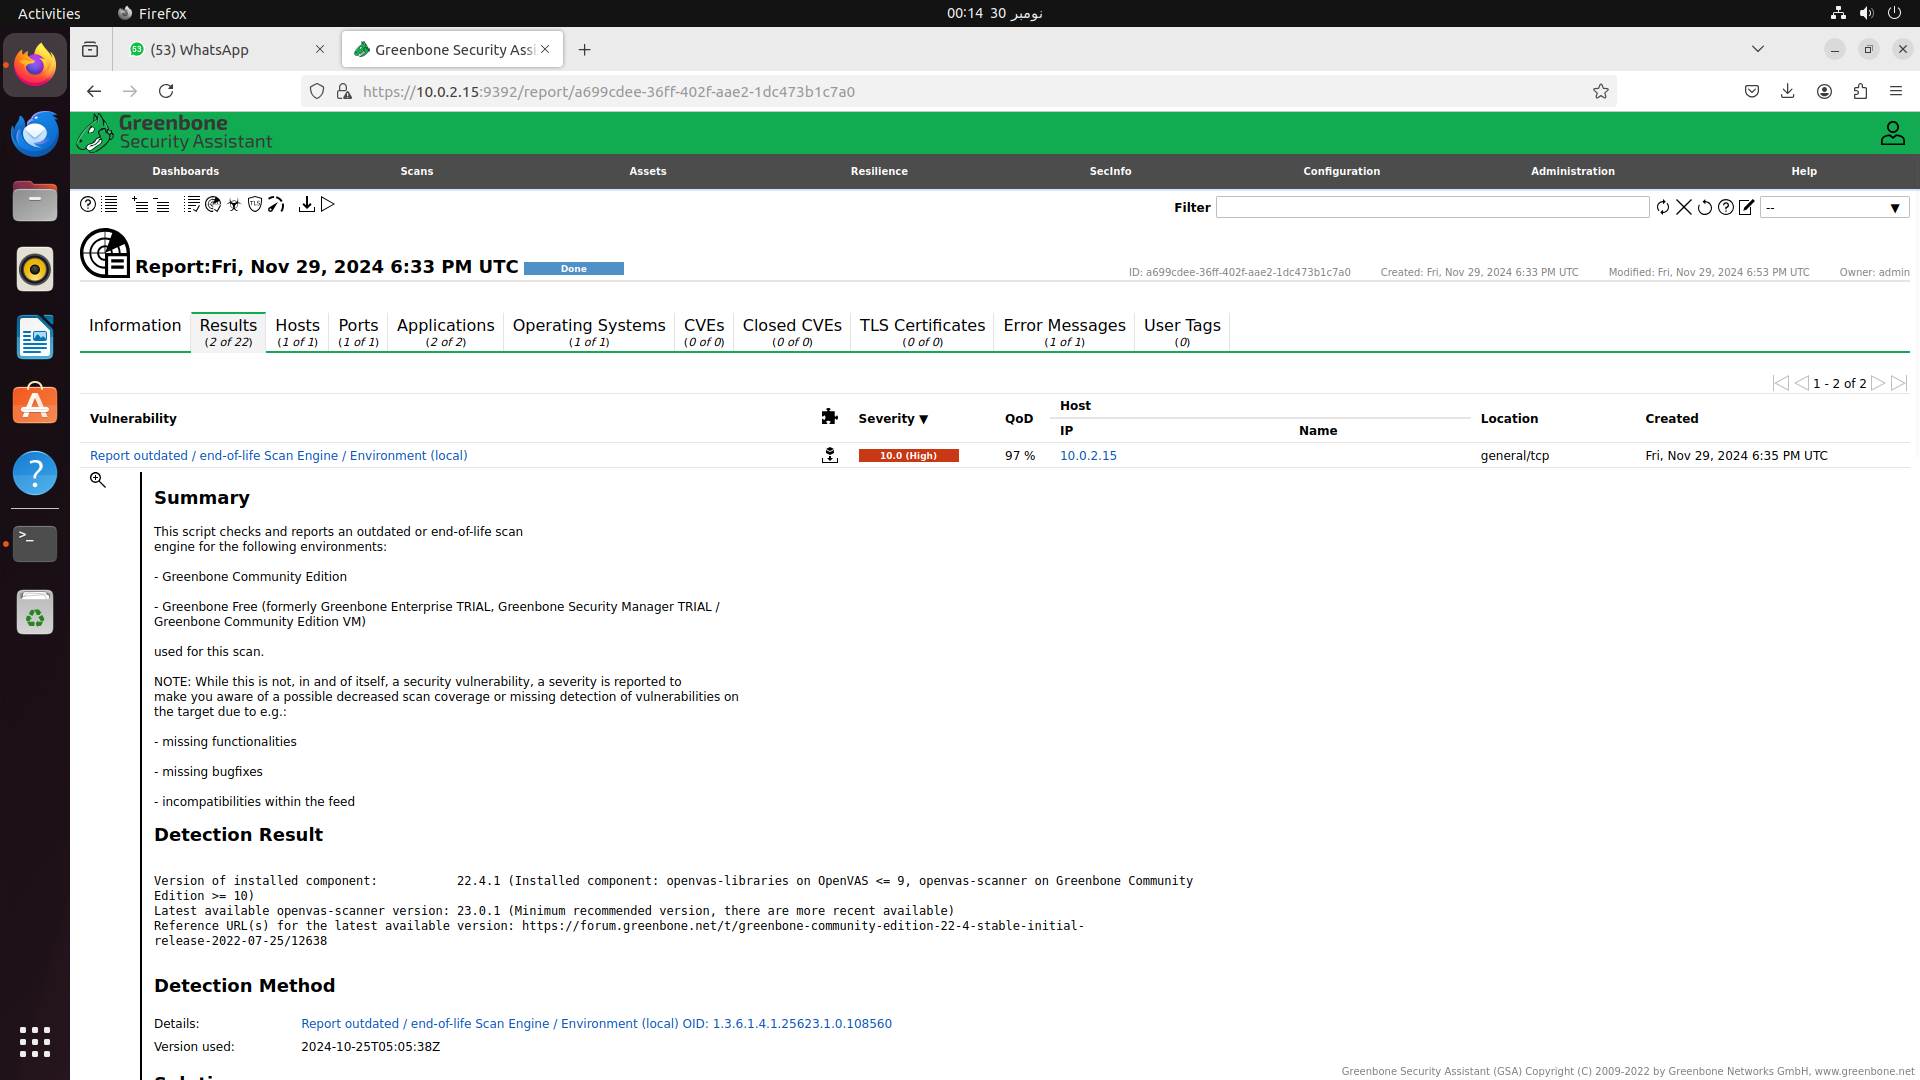 Activities
Firefox
00:14 30 نومبر
(53) WhatsApp
Greenbone Security Assi
https://10.0.2.15:9392/report/a699cdee-36ff-402f-aae2-1dc473b1c7a0
Greenbone
Security Assistant
Dashboards Scans Assets Resilience SecInfo Configuration Administration Help
Filter
--
Report:Fri, Nov 29, 2024 6:33 PM UTC
Done
ID: a699cdee-36ff-402f-aae2-1dc473b1c7a0 Created: Fri, Nov 29, 2024 6:33 PM UTC Modified: Fri, Nov 29, 2024 6:53 PM UTC Owner: admin
Information
Results
(2 of 22)
Hosts
(1 of 1)
Ports
(1 of 1)
Applications
(2 of 2)
Operating Systems
(1 of 1)
CVEs
(0 of 0)
Closed CVEs
(0 of 0)
TLS Certificates
(0 of 0)
Error Messages
(1 of 1)
User Tags
(0)
1 - 2 of 2
Vulnerability Severity ▼ QoD Host Location Created
IP Name
Report outdated / end-of-life Scan Engine / Environment (local) 10.0 (High) 97 % 10.0.2.15 general/tcp Fri, Nov 29, 2024 6:35 PM UTC
Summary
This script checks and reports an outdated or end-of-life scan
engine for the following environments:
- Greenbone Community Edition
- Greenbone Free (formerly Greenbone Enterprise TRIAL, Greenbone Security Manager TRIAL /
Greenbone Community Edition VM)
used for this scan.
NOTE: While this is not, in and of itself, a security vulnerability, a severity is reported to
make you aware of a possible decreased scan coverage or missing detection of vulnerabilities on
the target due to e.g.:
- missing functionalities
- missing bugfixes
- incompatibilities within the feed
Detection Result
Version of installed component: 22.4.1 (Installed component: openvas-libraries on OpenVAS <= 9, openvas-scanner on Greenbone Community
Edition >= 10)
Latest available openvas-scanner version: 23.0.1 (Minimum recommended version, there are more recent available)
Reference URL(s) for the latest available version: https://forum.greenbone.net/t/greenbone-community-edition-22-4-stable-initial-
release-2022-07-25/12638
Detection Method
Details: Report outdated / end-of-life Scan Engine / Environment (local) OID: 1.3.6.1.4.1.25623.1.0.108560
Version used: 2024-10-25T05:05:38Z
Greenbone Security Assistant (GSA) Copyright (C) 2009-2022 by Greenbone Networks GmbH, www.greenbone.net